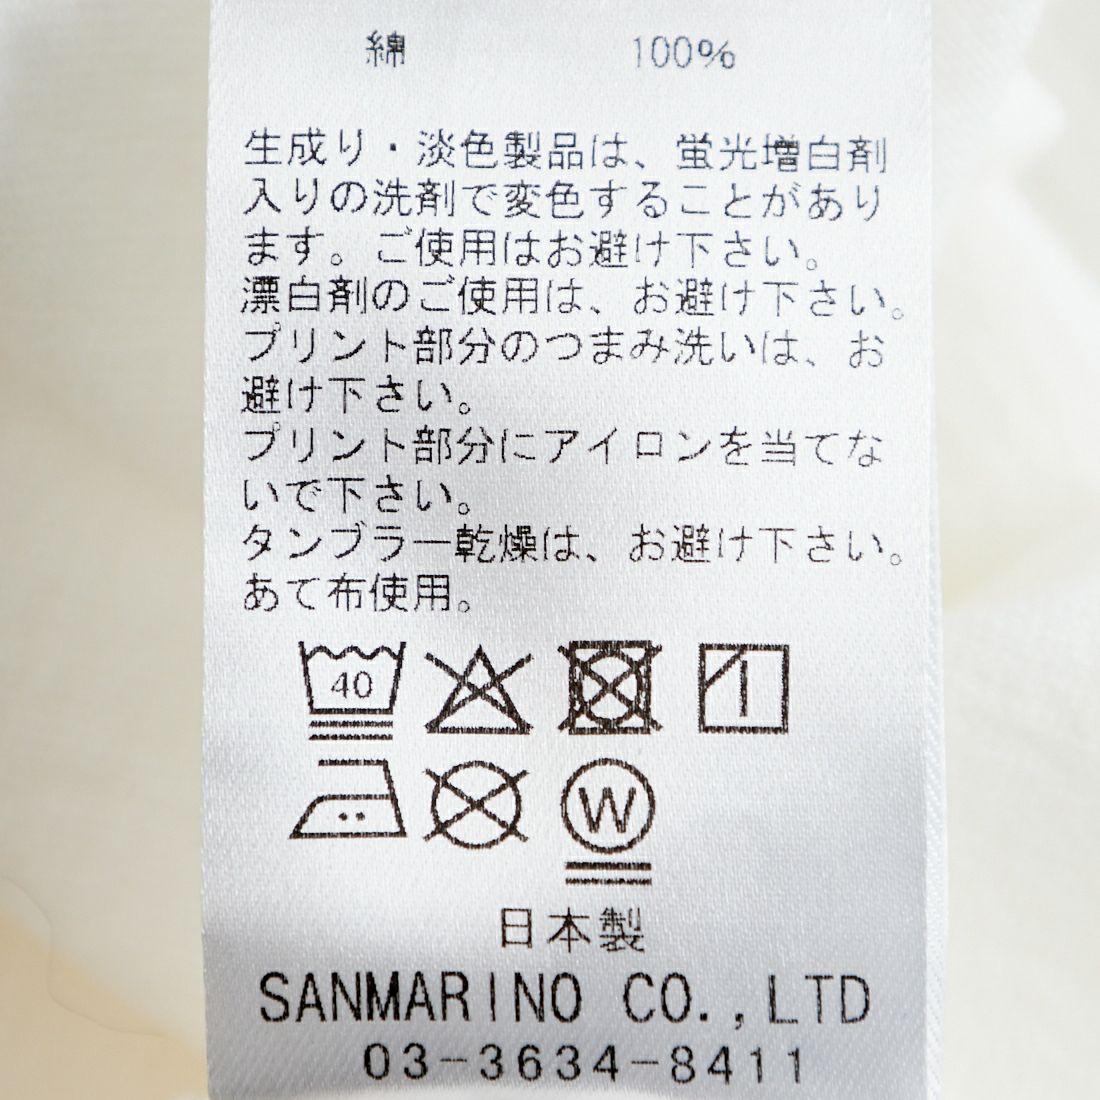 綿 100%
生成り・淡色製品は、蛍光増白剤
入りの洗剤で変色することがあり
ます。ご使用はお避け下さい。
漂白剤のご使用は、お避け下さい。
プリント部分のつまみ洗いは、お
避け下さい。
プリント部分にアイロンを当てな
いで下さい。
タンブラー乾燥は、お避け下さい。
あて布使用。
40
W
日本製
SANMARINO CO.,LTD
03-3634-8411